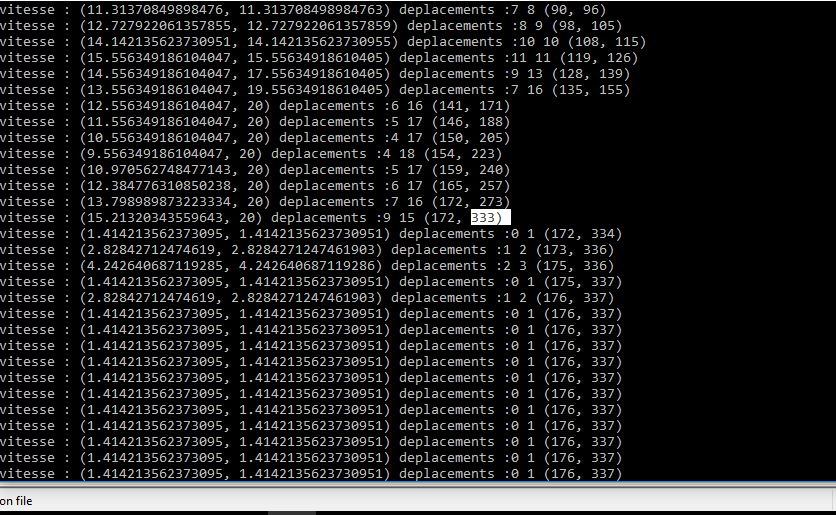 vitesse : (11.31370849898476, 11.313708498984763) deplacements :7 8 (90, 96)
vitesse : (12.727922061357855, 12.727922061357859) deplacements :8 9 (98, 105)
vitesse : (14.142135623730951, 14.142135623730955) deplacements :10 10 (108, 115)
vitesse : (15.556349186104047, 15.55634918610405) deplacements :11 11 (119, 126)
vitesse : (14.556349186104047, 17.55634918610405) deplacements :9 13 (128, 139)
vitesse : (13.556349186104047, 19.55634918610405) deplacements :7 16 (135, 155)
vitesse : (12.556349186104047, 20) deplacements :6 16 (141, 171)
vitesse : (11.556349186104047, 20) deplacements :5 17 (146, 188)
vitesse : (10.556349186104047, 20) deplacements :4 17 (150, 205)
vitesse : (9.556349186104047, 20) deplacements :4 18 (154, 223)
vitesse : (10.970562748477143, 20) deplacements :5 17 (159, 240)
vitesse : (12.384776310850238, 20) deplacements :6 17 (165, 257)
vitesse : (13.798989873223334, 20) deplacements :7 16 (172, 273)
vitesse : (15.21320343559643, 20) deplacements :9 15 (172, 333)
vitesse : (1.414213562373095, 1.4142135623730951) deplacements :0 1 (172, 334)
vitesse : (2.82842712474619, 2.8284271247461903) deplacements :1 2 (173, 336)
vitesse : (4.242640687119285, 4.242640687119286) deplacements :2 3 (175, 336)
vitesse : (1.414213562373095, 1.4142135623730951) deplacements :0 1 (175, 337)
vitesse : (2.82842712474619, 2.8284271247461903) deplacements :1 2 (176, 337)
vitesse : (1.414213562373095, 1.4142135623730951) deplacements :0 1 (176, 337)
vitesse : (1.414213562373095, 1.4142135623730951) deplacements :0 1 (176, 337)
vitesse : (1.414213562373095, 1.4142135623730951) deplacements :0 1 (176, 337)
vitesse : (1.414213562373095, 1.4142135623730951) deplacements :0 1 (176, 337)
vitesse : (1.414213562373095, 1.4142135623730951) deplacements :0 1 (176, 337)
vitesse : (1.414213562373095, 1.4142135623730951) deplacements :0 1 (176, 337)
vitesse : (1.414213562373095, 1.4142135623730951) deplacements :0 1 (176, 337)
vitesse : (1.414213562373095, 1.4142135623730951) deplacements :0 1 (176, 337)
vitesse : (1.414213562373095, 1.4142135623730951) deplacements :0 1 (176, 337)
vitesse : (1.414213562373095, 1.4142135623730951) deplacements :0 1 (176, 337)
vitesse : (1.414213562373095, 1.4142135623730951) deplacements :0 1 (176, 337)
on file